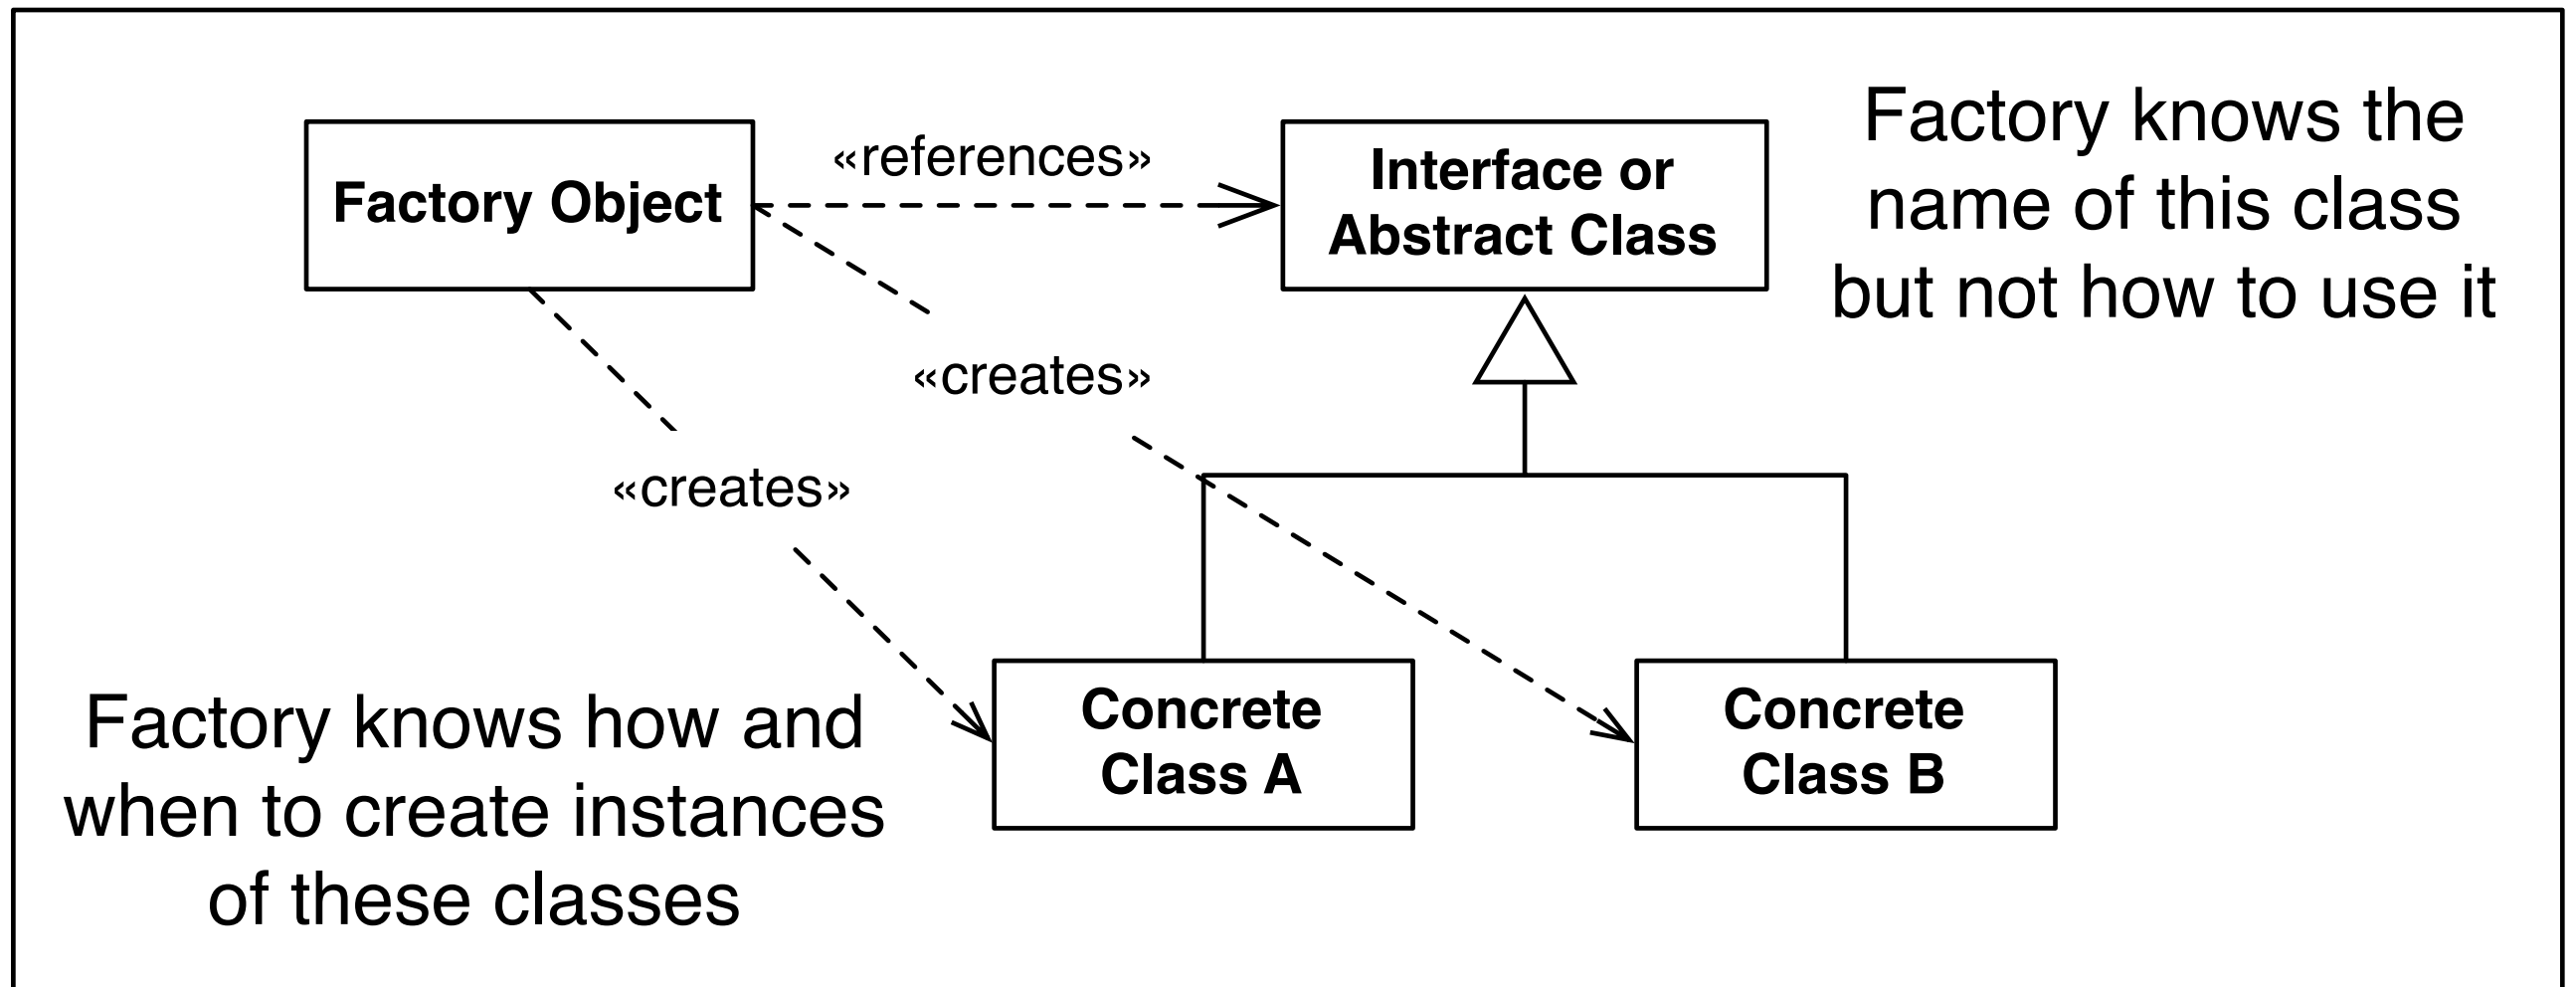 Factory Object
«references»
Interface or
Abstract Class
Factory knows the
name of this class
but not how to use it
«creates»
«creates»
Factory knows how and
when to create instances
of these classes
Concrete
Class A
Concrete
Class B